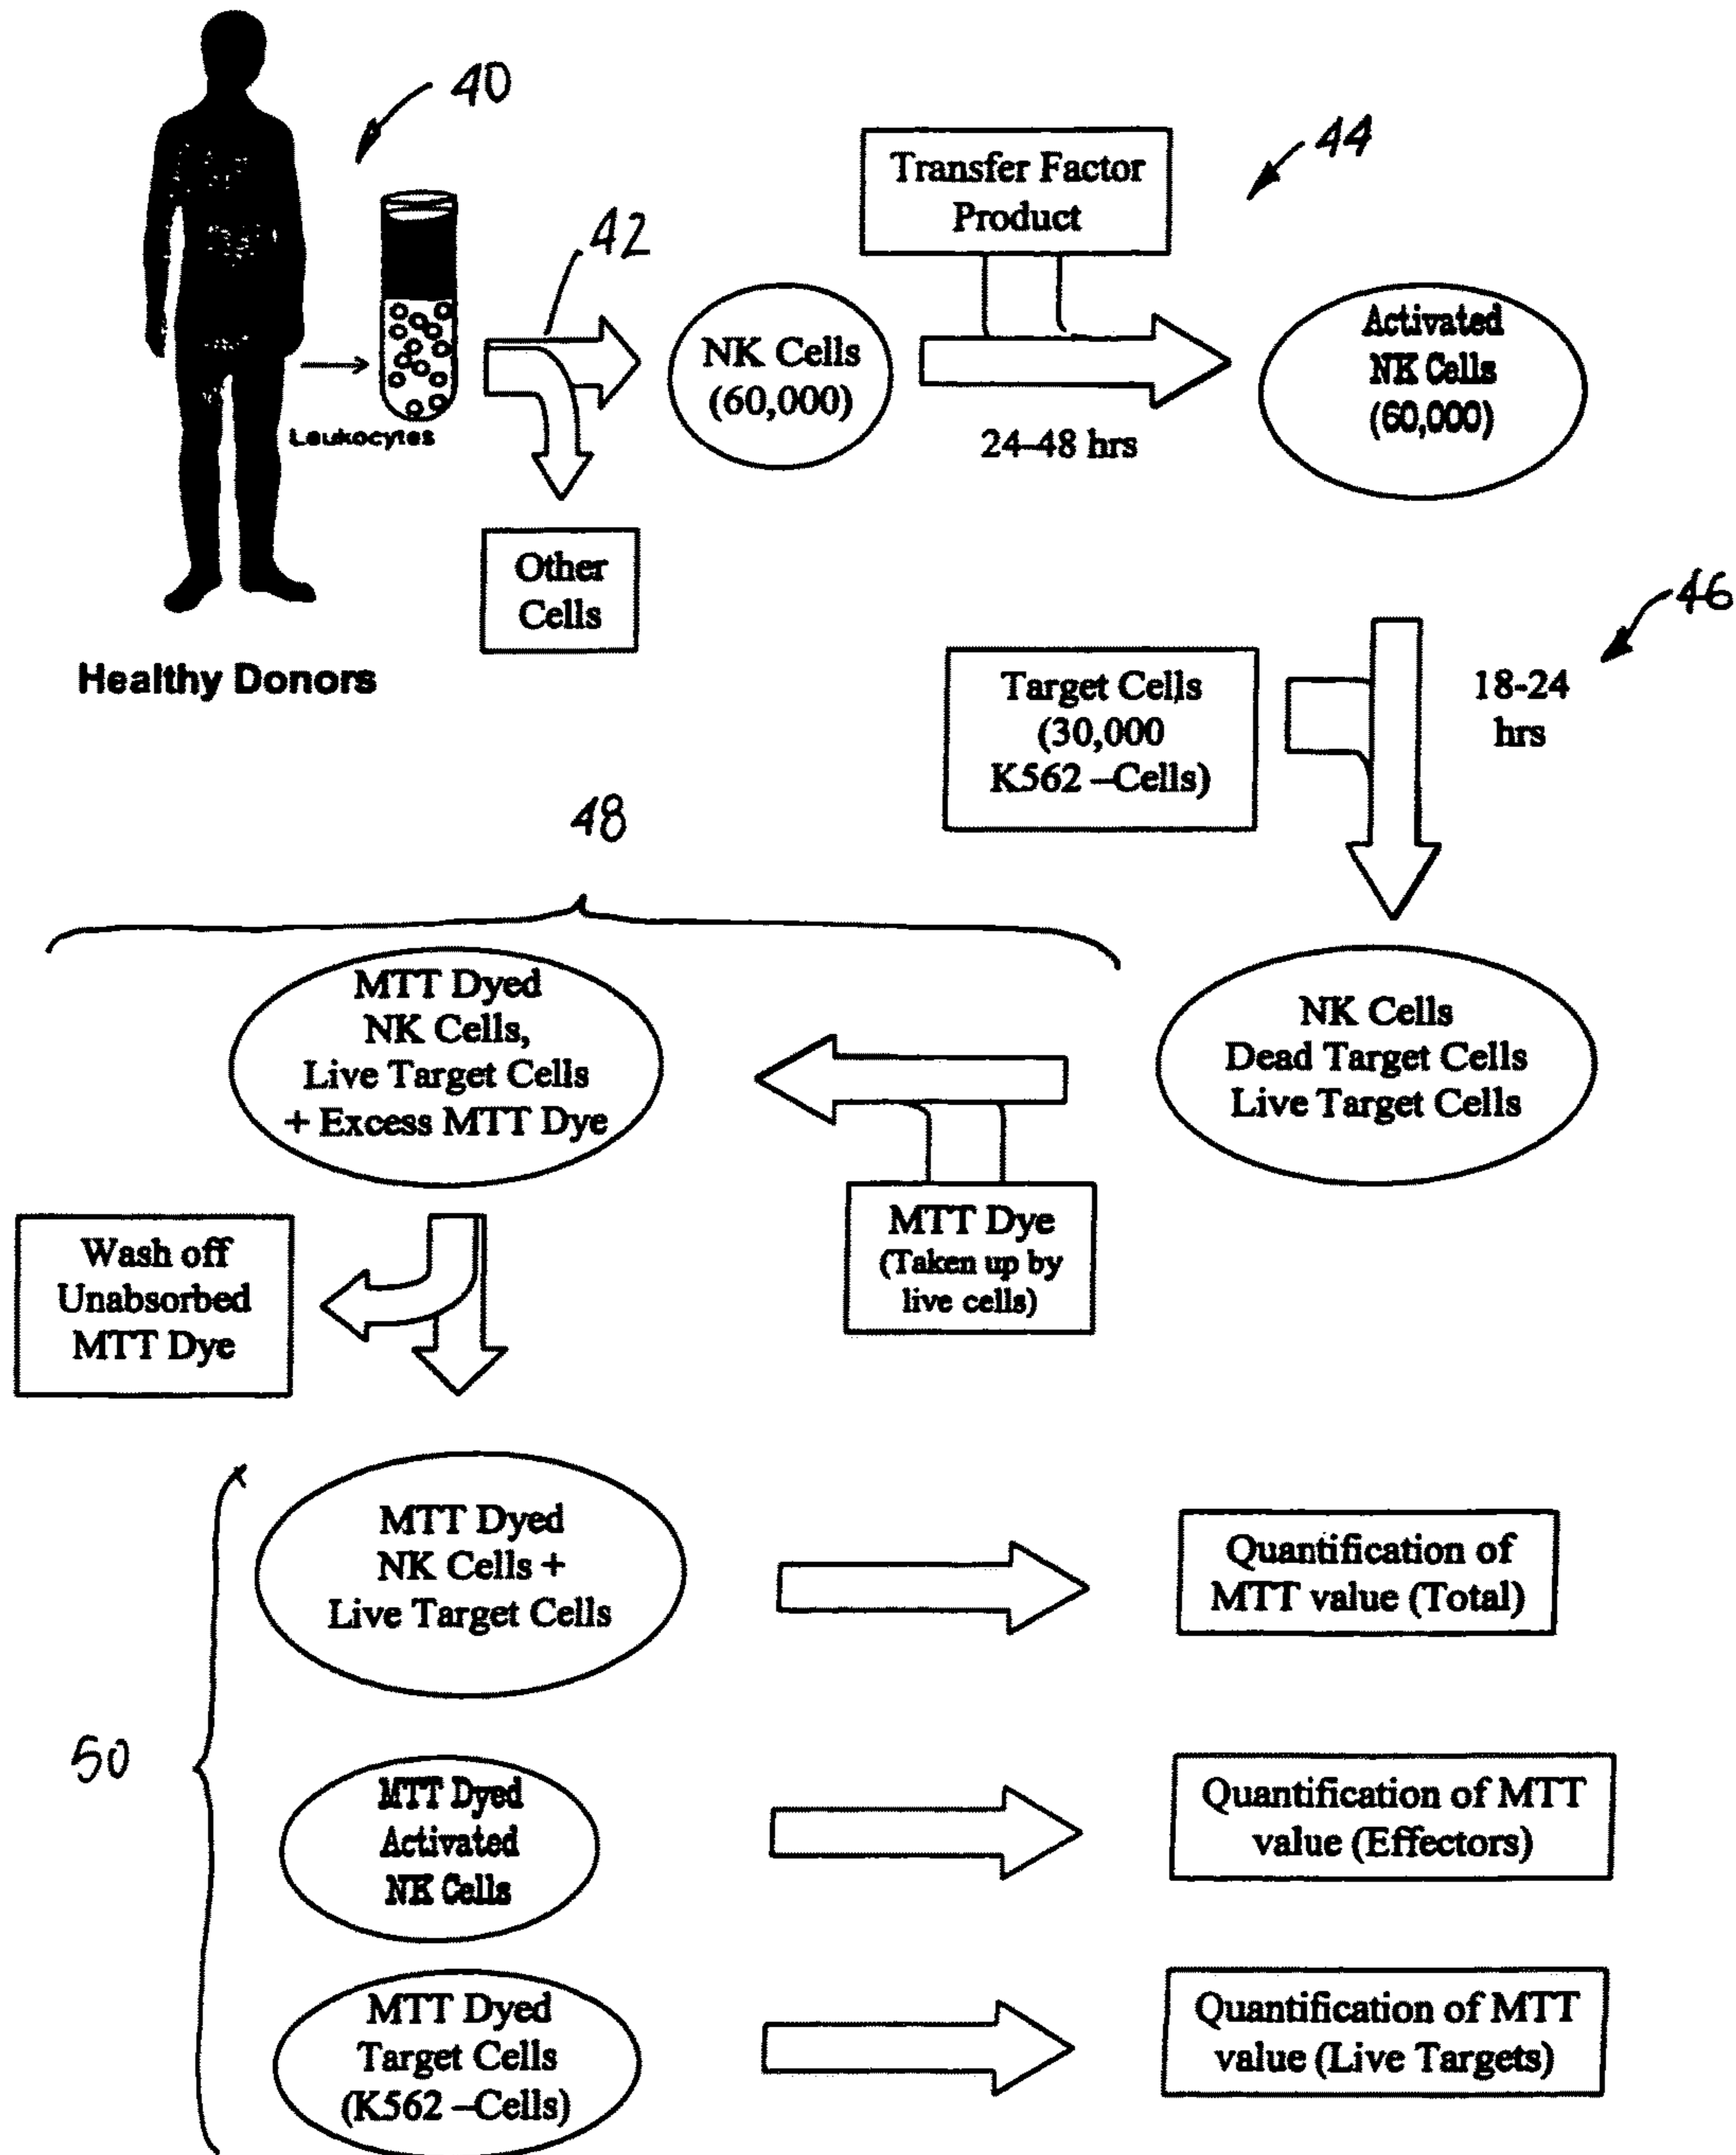 40
44
Transfer Factor
Product
42
NK Cells
(60,000)
Activated
NK Cells
(60,000)
24-48 hrs
Leukocytes
Other
Cells
Healthy Donors
46
Target Cells
(30,000
K562 –Cells)
18-24
hrs
48
MTT Dyed
NK Cells,
Live Target Cells
+ Excess MTT Dye
NK Cells
Dead Target Cells
Live Target Cells
MTT Dye
(Taken up by
live cells)
Wash off
Unabsorbed
MTT Dye
50
MTT Dyed
NK Cells +
Live Target Cells
Quantification of
MTT value (Total)
MTT Dyed
Activated
NK Cells
Quantification of MTT
value (Effectors)
MTT Dyed
Target Cells
(K562 –Cells)
Quantification of MTT
value (Live Targets)